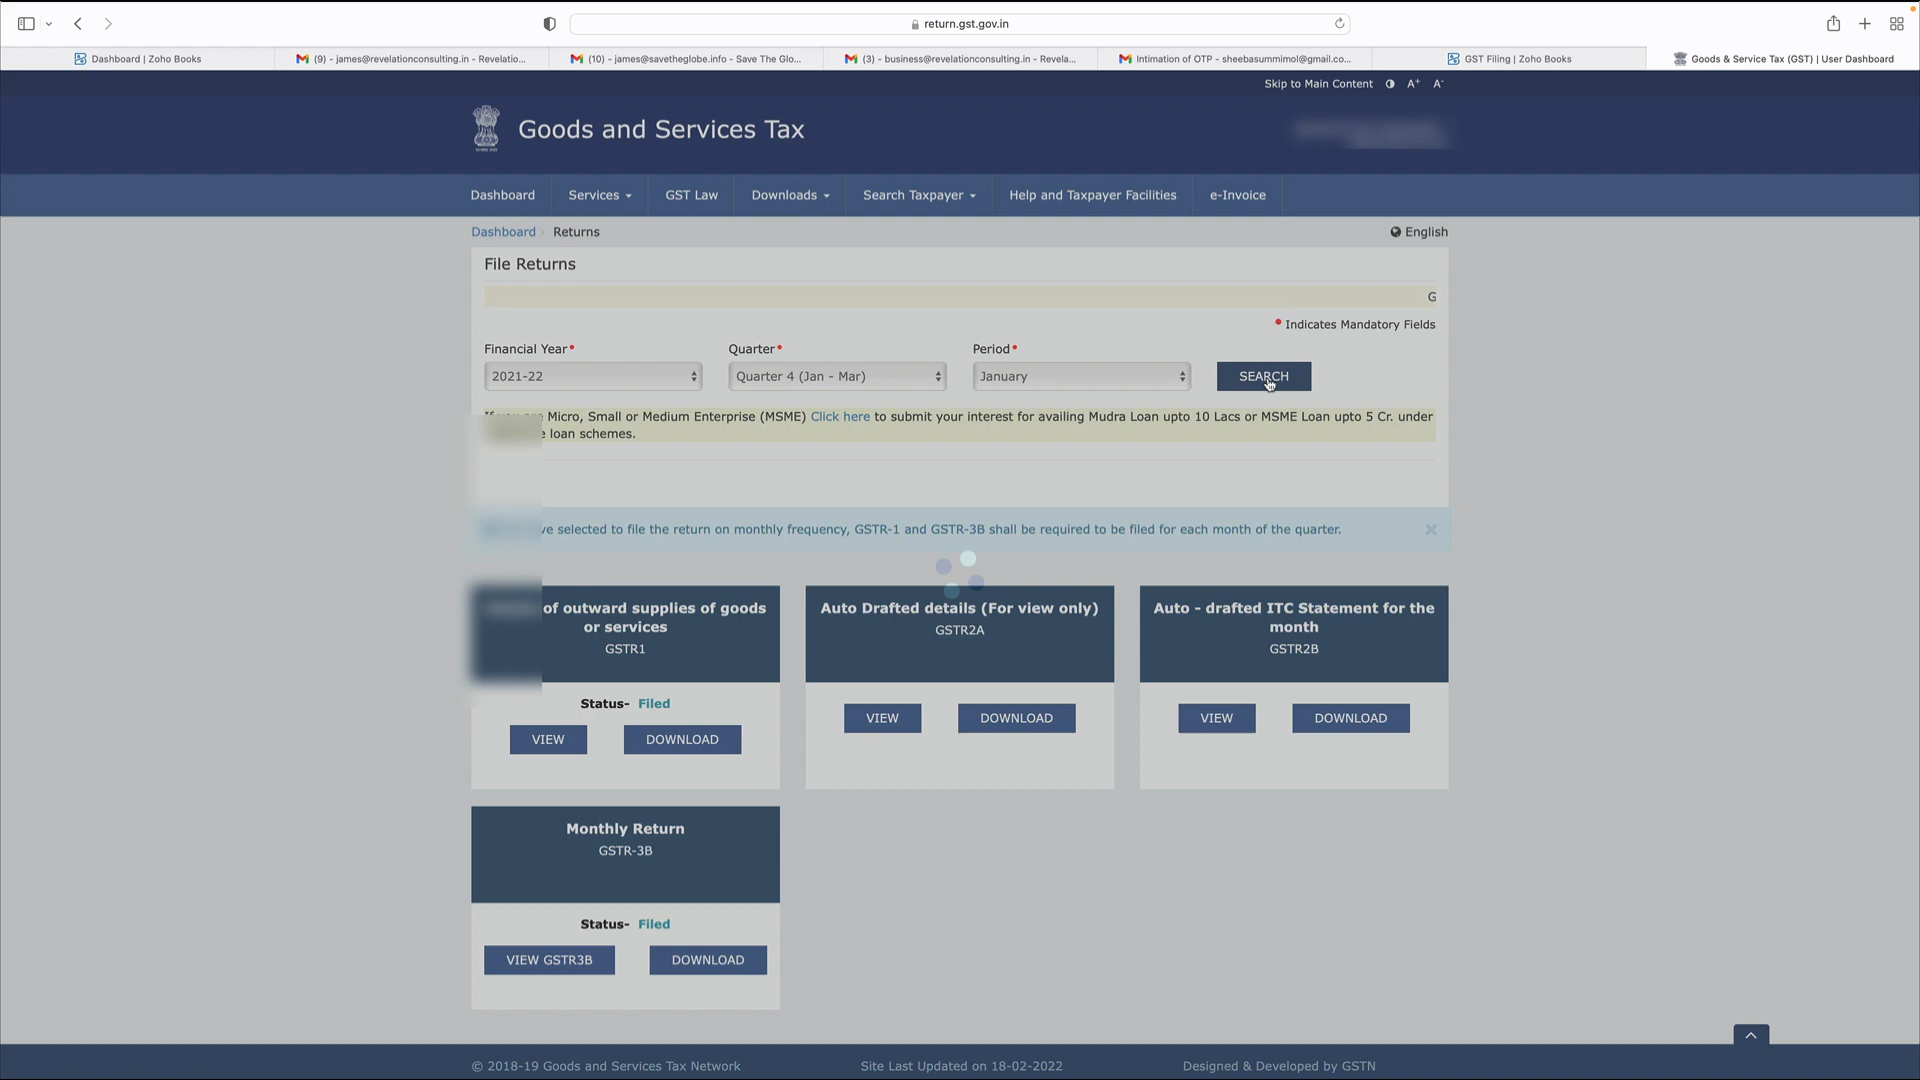 return.gst.gov.in
Dashboard | Zoho Books
(9) - james@revelationconsulting.in - Revelatio...
(10) - james@savetheglobe.info - Save The Glo...
(3) - business@revelationconsulting.in - Revela...
Intimation of OTP - sheebasummimol@gmail.co...
GST Filing | Zoho Books
Goods & Service Tax (GST) | User Dashboard
Skip to Main Content A+ A-
Goods and Services Tax
Dashboard Services GST Law Downloads Search Taxpayer Help and Taxpayer Facilities e-Invoice
Dashboard Returns English
File Returns
G
• Indicates Mandatory Fields
Financial Year• Quarter• Period•
2021-22 Quarter 4 (Jan - Mar) January SEARCH
Micro, Small or Medium Enterprise (MSME) Click here to submit your interest for availing Mudra Loan upto 10 Lacs or MSME Loan upto 5 Cr. under
loan schemes.
selected to file the return on monthly frequency, GSTR-1 and GSTR-3B shall be required to be filed for each month of the quarter.
of outward supplies of goods
or services
GSTR1
Status- Filed
VIEW DOWNLOAD
Auto Drafted details (For view only)
GSTR2A
VIEW DOWNLOAD
Auto - drafted ITC Statement for the
month
GSTR2B
VIEW DOWNLOAD
Monthly Return
GSTR-3B
Status- Filed
VIEW GSTR3B DOWNLOAD
© 2018-19 Goods and Services Tax Network Site Last Updated on 18-02-2022 Designed & Developed by GSTN